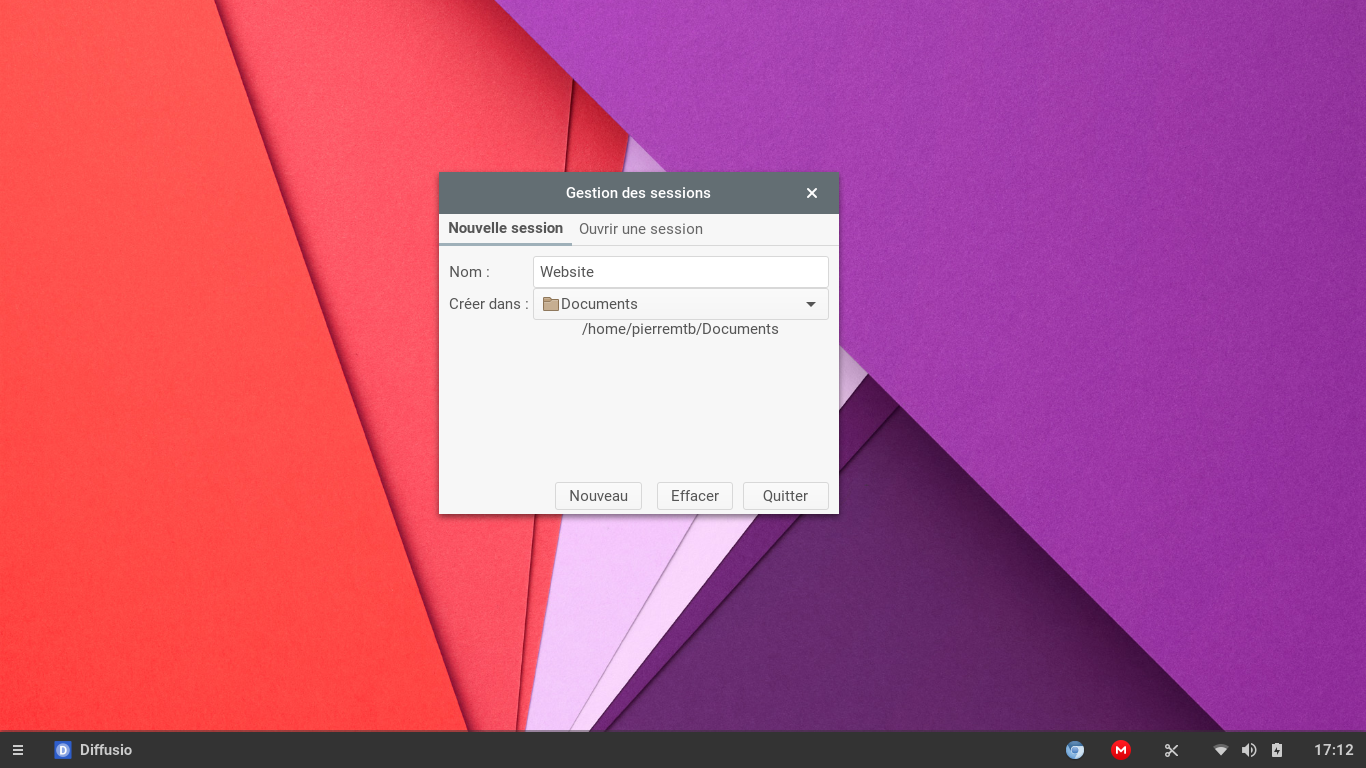 Gestion des sessions
Nouvelle session Ouvrir une session
Nom : Website
Créer dans : Documents
/home/pierremtb/Documents
Nouveau Effacer Quitter
D Diffusio M 17:12